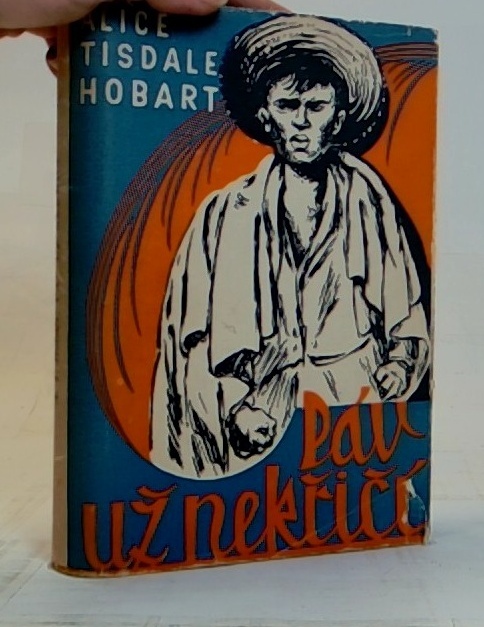 ALICE
TISDALE
HOBART
Páv
už nekřičí